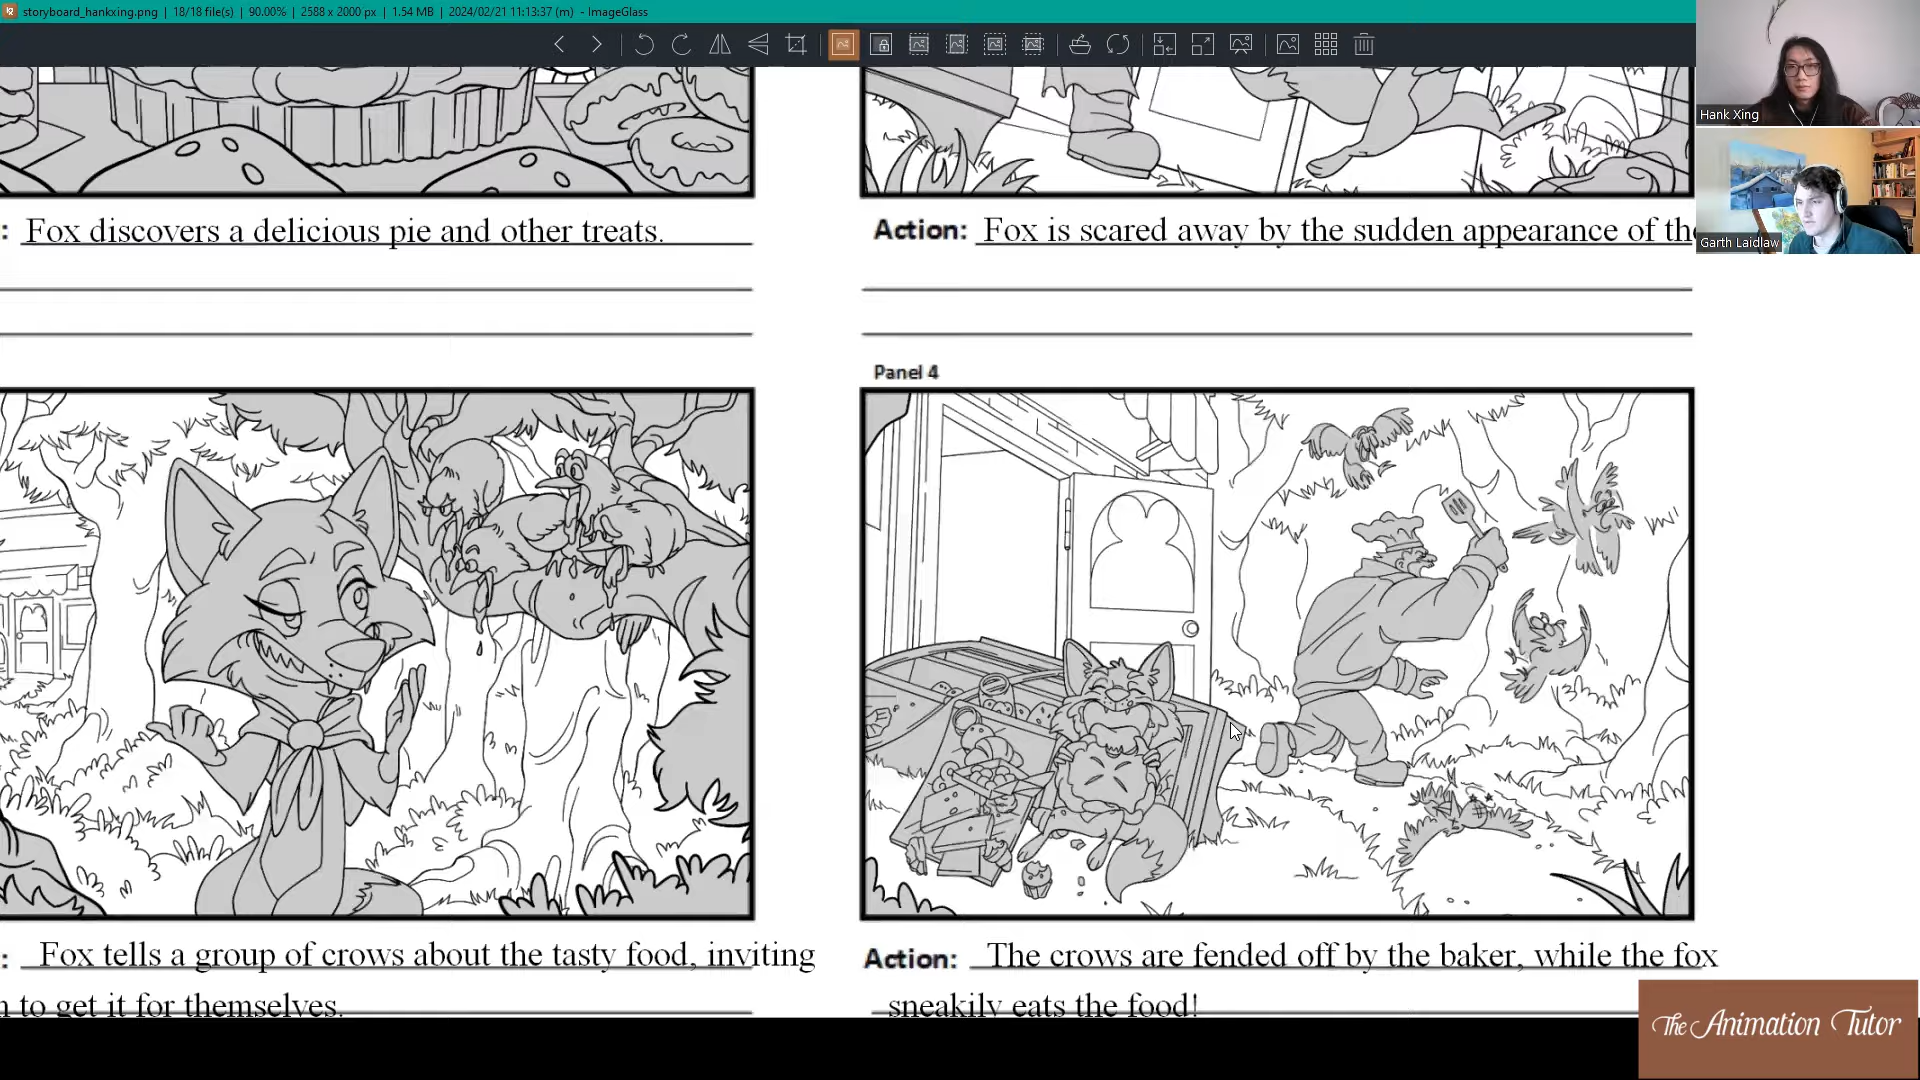 storyboard_hankxing.png | 18/18 file(s) | 90.00% | 2588 x 2000 px | 1.54 MB | 2024/02/21 11:13:37 (m) - ImageGlass
Hank Xing
Garth Laidlaw
: Fox discovers a delicious pie and other treats.
Action: Fox is scared away by the sudden appearance of the
Panel 4
: Fox tells a group of crows about the tasty food, inviting
to get it for themselves.
Action: The crows are fended off by the baker, while the fox
sneakily eats the food!
The Animation Tutor